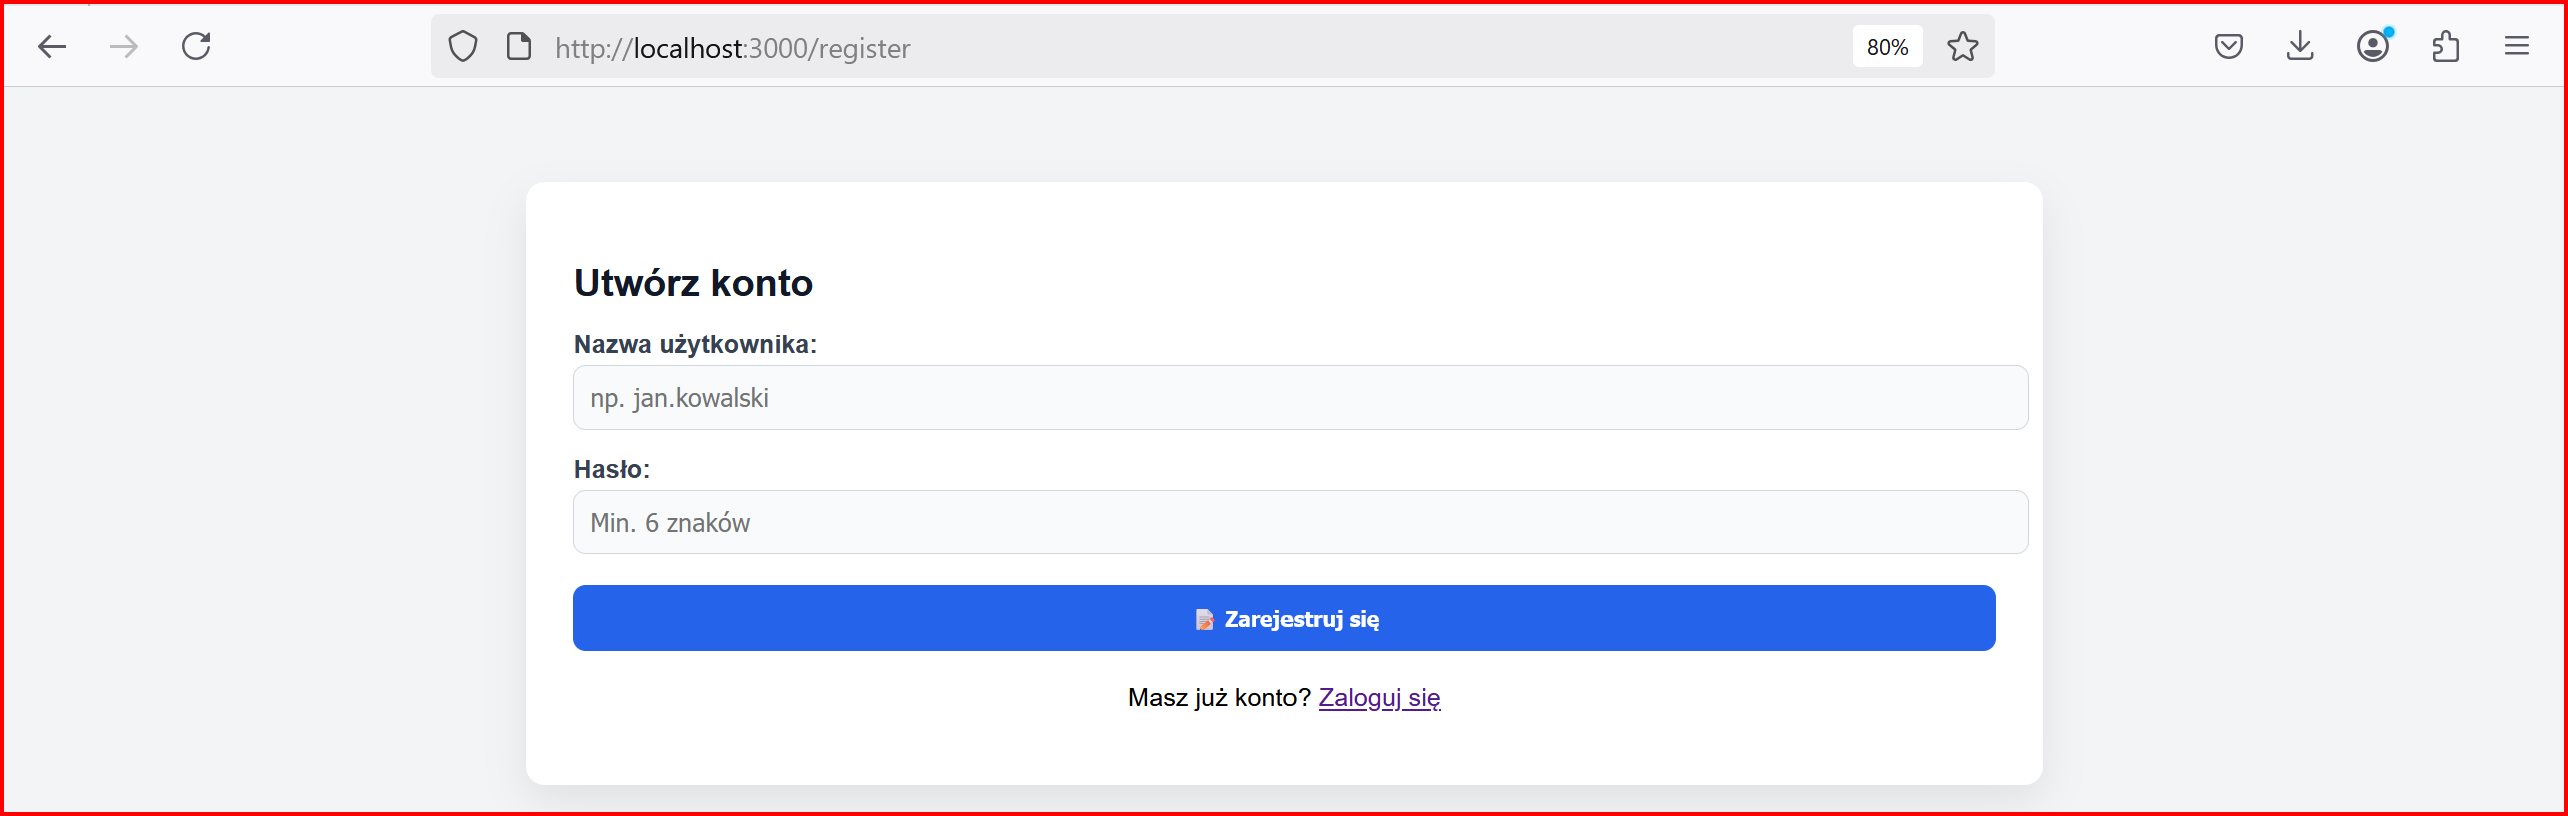 http://localhost:3000/register
80%
Utwórz konto
Nazwa użytkownika:
np. jan.kowalski
Hasło:
Min. 6 znaków
📝 Zarejestruj się
Masz już konto? Zaloguj się